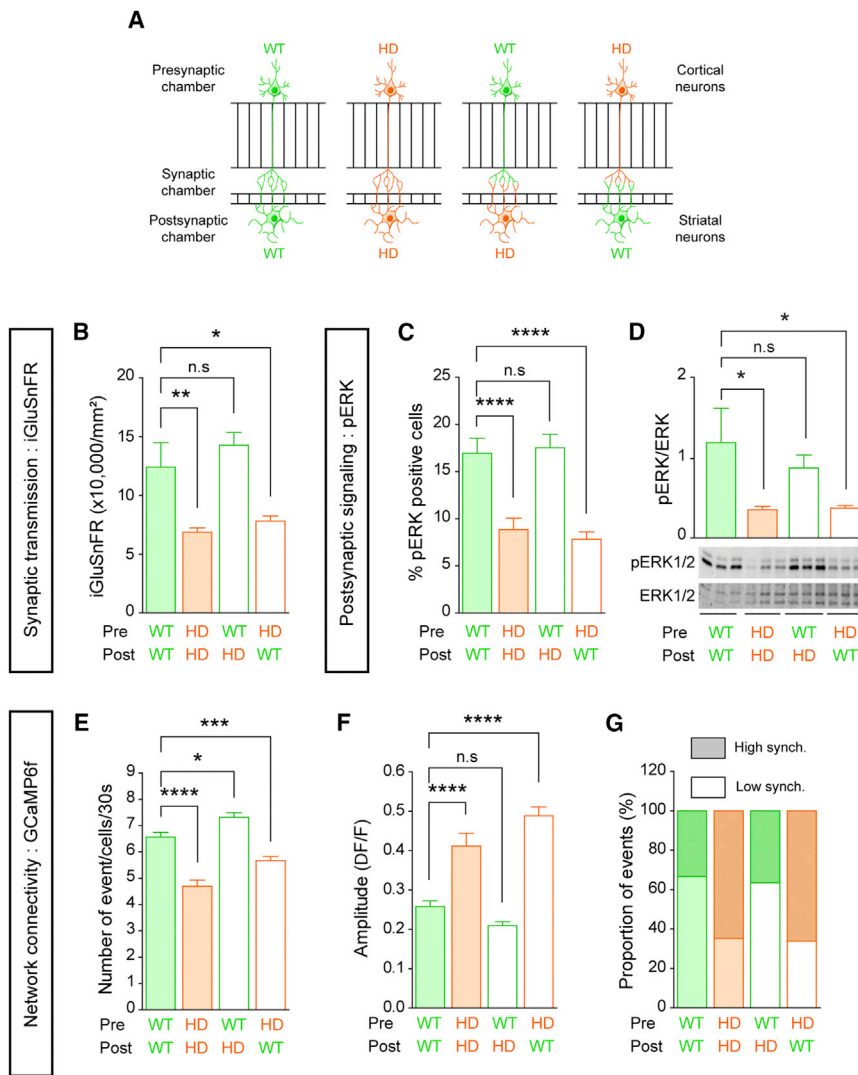 A
WT HD WT HD
Presynaptic
chamber
Cortical
neurons
Synaptic
chamber
Postsynaptic
chamber
Striatal
neurons
WT HD HD WT
Synaptic transmission : iGluSnFR
B
*
n.s
**
iGluSnFR (x10,000/mm²)
20
15
10
5
0
Pre WT HD WT HD
Post WT HD HD WT
Postsynaptic signaling : pERK
C
****
n.s
****
% pERK positive cells
25
20
15
10
5
0
Pre WT HD WT HD
Post WT HD HD WT
D
*
n.s
*
pERK/ERK
2
1
0
pERK1/2
ERK1/2
Pre WT HD WT HD
Post WT HD HD WT
Network connectivity : GCaMP6f
E
***
*
****
Number of event/cells/30s
9
8
7
6
5
4
3
2
1
0
Pre WT HD WT HD
Post WT HD HD WT
F
****
n.s
****
Amplitude (DF/F)
0.6
0.5
0.4
0.3
0.2
0.1
0.0
Pre WT HD WT HD
Post WT HD HD WT
G
High synch.
Low synch.
Proportion of events (%)
120
100
80
60
40
20
0
Pre WT HD WT HD
Post WT HD HD WT